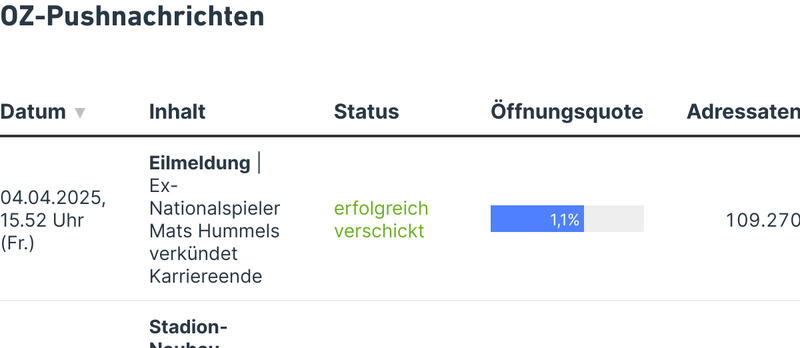 OZ-Pushnachrichten
Datum ▼ Inhalt Status Öffnungsquote Adressaten
04.04.2025,
15.52 Uhr
(Fr.)
Eilmeldung |
Ex-
Nationalspieler
Mats Hummels
verkündet
Karriereende
erfolgreich
verschickt
1,1%
109.270
Stadion-
Neubau